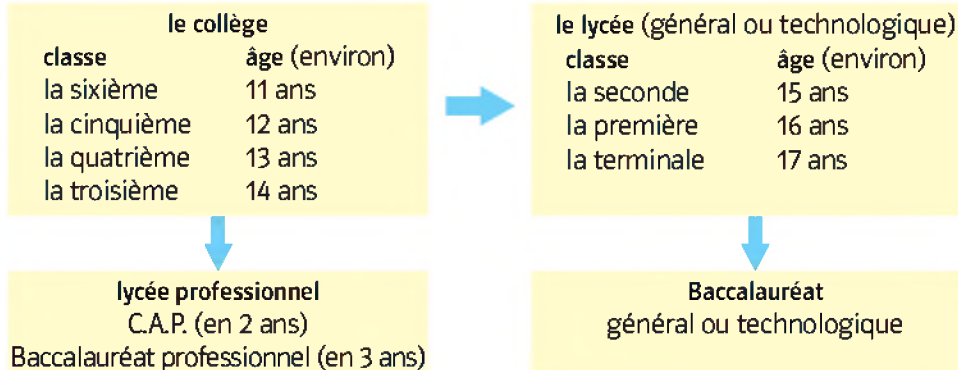 le collège
classe âge (environ)
la sixième 11 ans
la cinquième 12 ans
la quatrième 13 ans
la troisième 14 ans
le lycée (général ou technologique)
classe âge (environ)
la seconde 15 ans
la première 16 ans
la terminale 17 ans
lycée professionnel
C.A.P. (en 2 ans)
Baccalauréat professionnel (en 3 ans)
Baccalauréat
général ou technologique